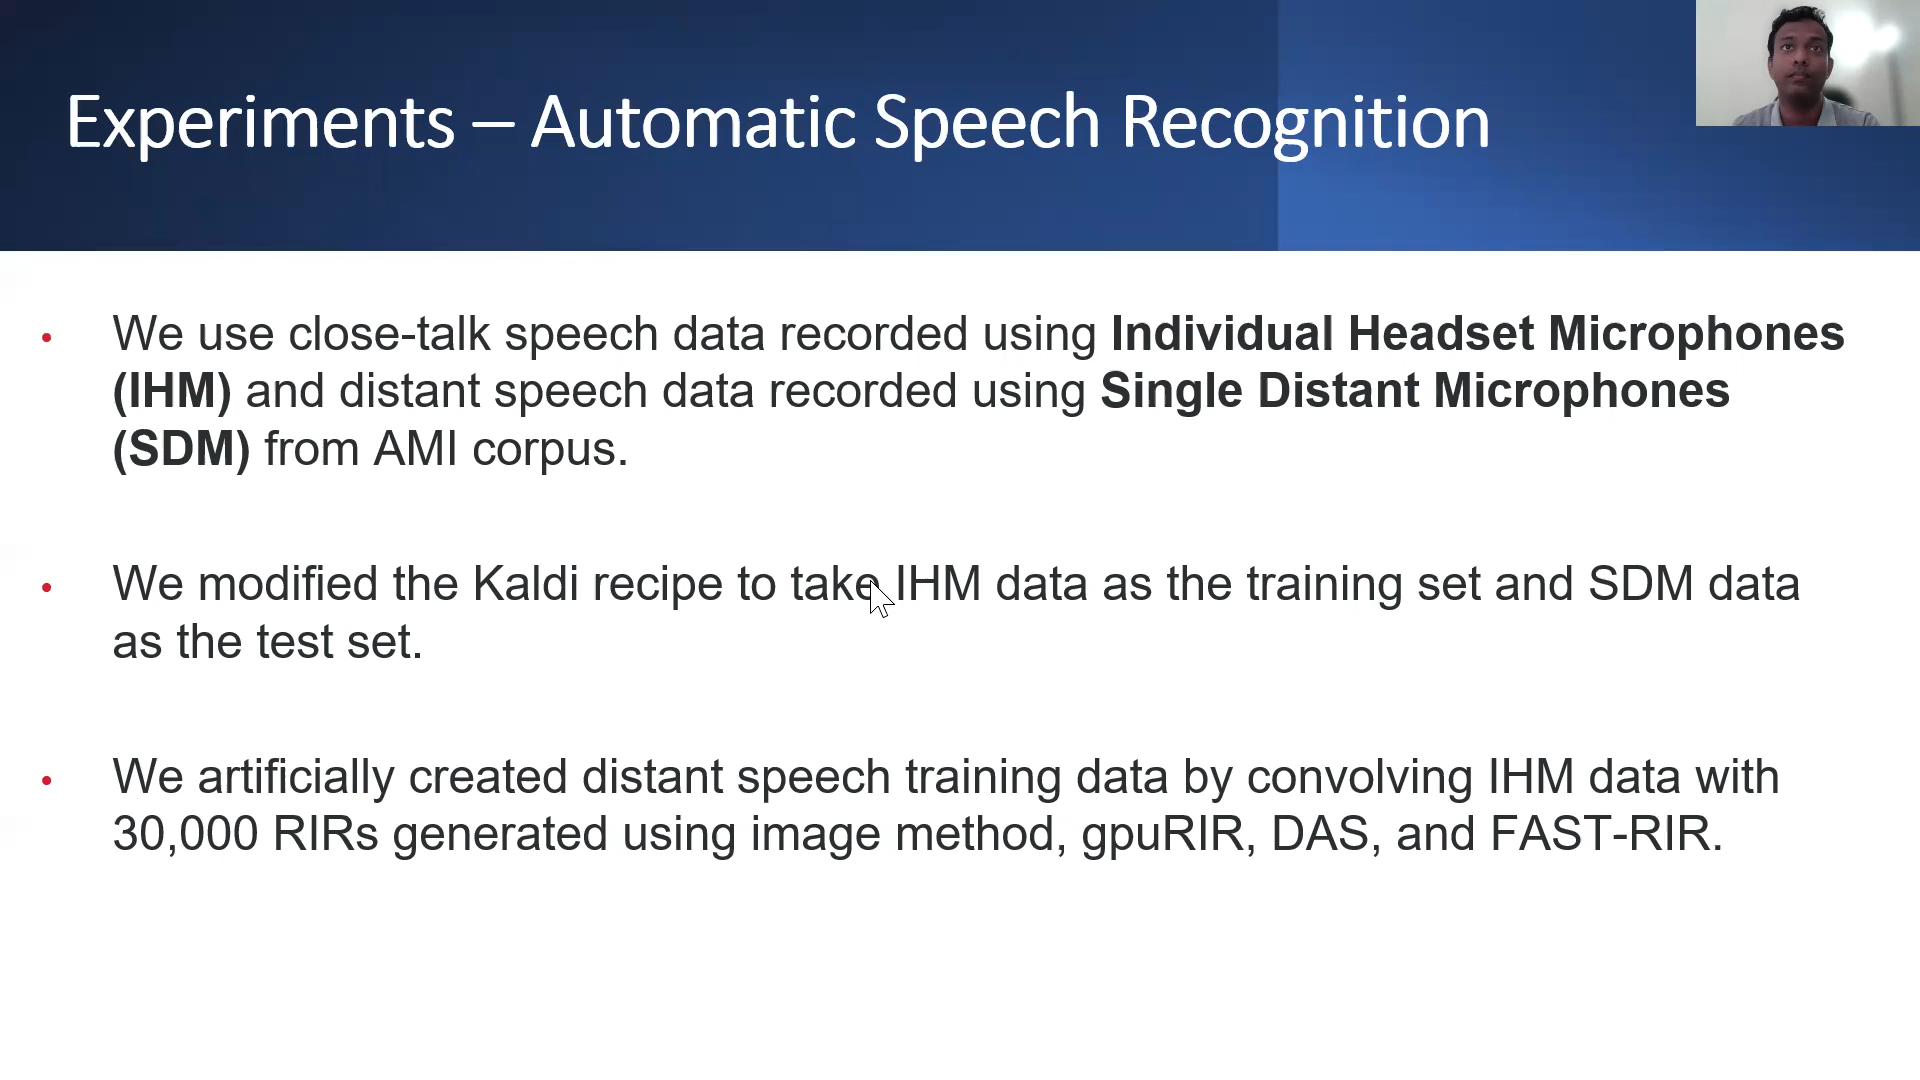 Experiments – Automatic Speech Recognition
• We use close-talk speech data recorded using Individual Headset Microphones
(IHM) and distant speech data recorded using Single Distant Microphones
(SDM) from AMI corpus.
• We modified the Kaldi recipe to take IHM data as the training set and SDM data
as the test set.
• We artificially created distant speech training data by convolving IHM data with
30,000 RIRs generated using image method, gpuRIR, DAS, and FAST-RIR.